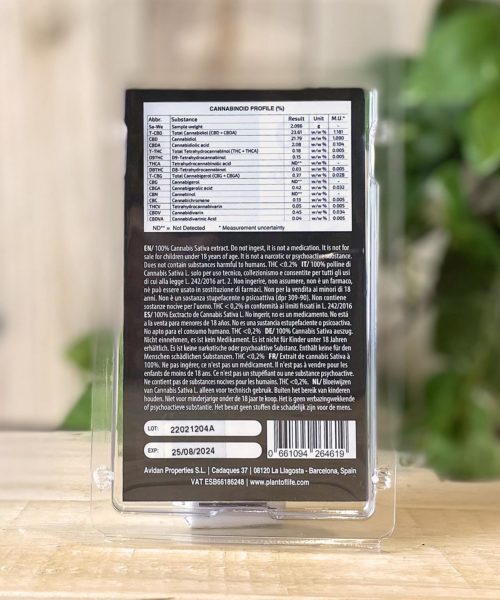 CANNABINOID PROFILE (%)
Abbr. Substance Result Unit M.U.*
Sa-We Sample weight 2.098 g -
T-CBD Total Cannabidiol (CBD + CBDA) 23.61 w/w % 1.181
CBD Cannabidiol 21.79 w/w % 1.090
CBDA Cannabidiolic acid 2.08 w/w % 0.104
T-THC Total Tetrahydrocannabinol (THC + THCA) 0.18 w/w % 0.005
D9THC D9-Tetrahydrocannabinol 0.15 w/w % 0.005
THCA Tetrahydrocannabinolic acid ND** w/w % -
D8THC D8-Tetrahydrocannabinol 0.03 w/w % 0.005
T-CBG Total Cannabigerol (CBG + CBGA) 0.37 w/w % 0.028
CBG Cannabigerol ND** w/w % -
CBGA Cannabigerolic acid 0.42 w/w % 0.032
CBN Cannabinol ND** w/w % -
CBC Cannabichromene 0.13 w/w % 0.005
THCV Tetrahydrocannabivarin 0.05 w/w % 0.005
CBDV Cannabidivarin 0.45 w/w % 0.034
CBDVA Cannabidivarinic Acid 0.04 w/w % 0.005
ND** = Not Detected * Measurement uncertainty
EN/ 100% Cannabis Sativa extract. Do not ingest, it is not a medication. It is not for
sale for children under 18 years of age. It is not a narcotic or psychoactive substance.
Does not contain substances harmful to humans. THC <0.2% IT/ 100% polline di
Cannabis Sativa L. solo per uso tecnico, collezionismo e consentite per tutti gli usi
di cui alla legge L. 242/2016 art. 2. Non ingerire, non assumere, non è un farmaco,
né può essere usato in sostituzione di farmaci. Non per la vendita ai minori di 18
anni. Non è un sostanza stupefacente o psicoattiva (dpr 309-90). Non contiene
sostanze nocive per l'uomo. THC < 0,2% in conformità ai limiti fissati in L. 242/2016
ES/ 100% Exctracto de Cannabis Sativa L. No ingerir, no es un medicamento. No está
a la venta para menores de 18 años. No es una sustancia estupefaciente o psicoactiva.
No apto para el consumo humano. THC <0,2% DE/ 100% Cannabis Sativa auszug.
Nicht einnehmen, es ist kein Medikament. Es ist nicht für Kinder unter 18 Jahren
erhältlich. Es ist keine narkotische oder psychoaktive Substanz. Enthält keine für den
Menschen schädlichen Substanzen. THC <0,2% FR/ Extrait de cannabis Sativa à
100%. Ne pas ingérer, ce n'est pas un médicament. Il n'est pas à vendre pour les
enfants de moins de 18 ans. Ce n'est pas un stupéfiant ou une substance psychoactive.
Ne contient pas de substances nocives pour les humains. THC <0,2%. NL/ Bloeiwijzen
van Cannabis Sativa L. alleen voor technisch gebruik. Buiten het bereik van kinderen
houden. Niet voor minderjarige onder de 18 jaar te koop. Het is geen verbazingwekkende
of psychoactieve substantie. Het bevat geen stoffen die schadelijk zijn voor de mens.
LOT: 22021204A
EXP: 25/08/2024
0 661094 264619
Avidan Properties S.L. | Cadaques 37 | 08120 La Llagosta - Barcelona, Spain
VAT ESB66186248 | www.plantoflife.com